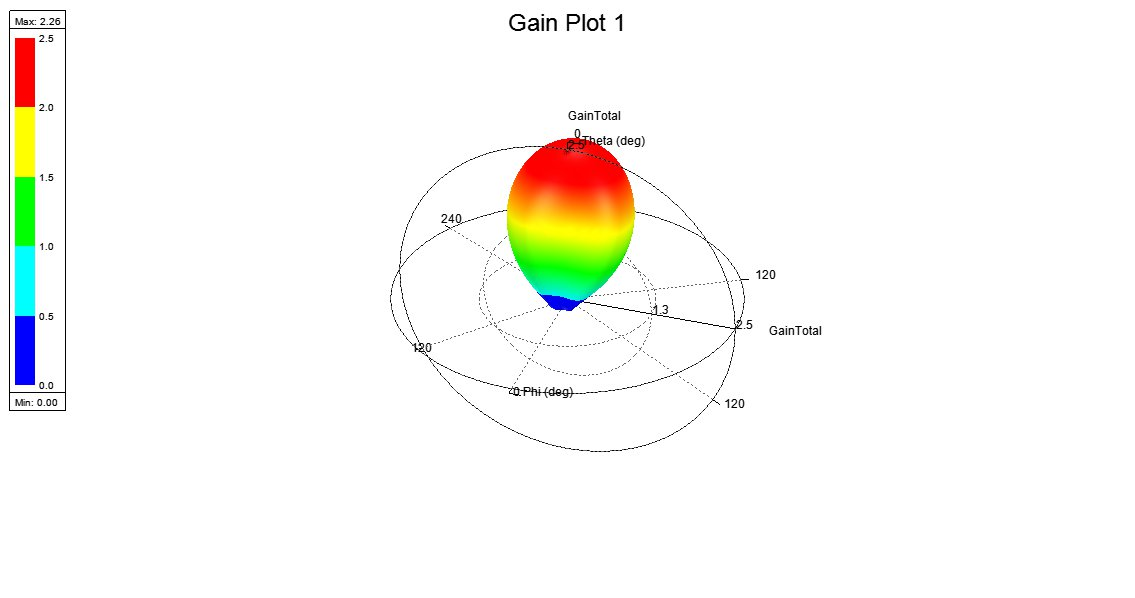 Gain Plot 1
Max: 2.26
2.5
2.0
1.5
1.0
0.5
0.0
Min: 0.00
GainTotal
0
Theta (deg)
2.5
240
120
1.3
2.5
GainTotal
120
0 Phi (deg)
120